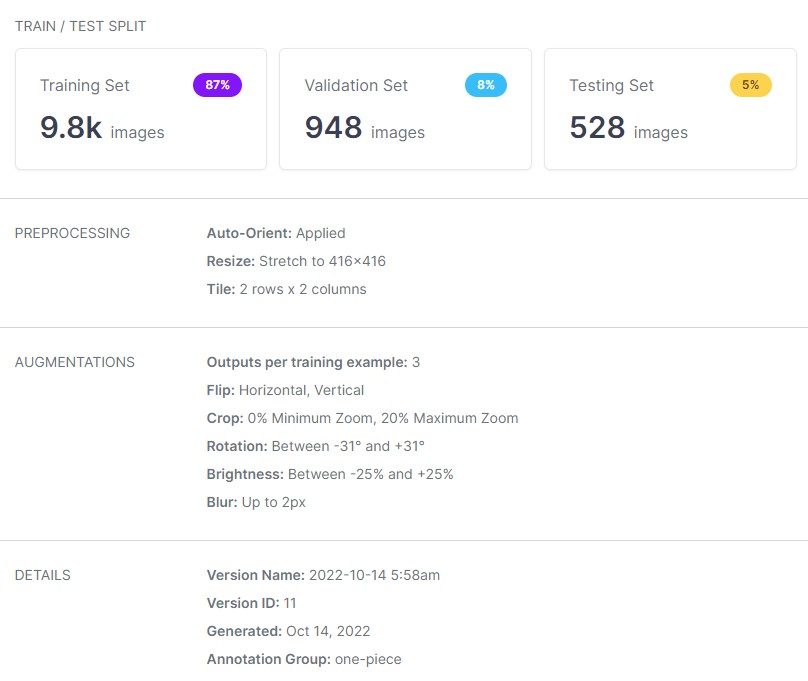 TRAIN / TEST SPLIT
Training Set 87%
9.8k images
Validation Set 8%
948 images
Testing Set 5%
528 images
PREPROCESSING
Auto-Orient: Applied
Resize: Stretch to 416×416
Tile: 2 rows x 2 columns
AUGMENTATIONS
Outputs per training example: 3
Flip: Horizontal, Vertical
Crop: 0% Minimum Zoom, 20% Maximum Zoom
Rotation: Between -31° and +31°
Brightness: Between -25% and +25%
Blur: Up to 2px
DETAILS
Version Name: 2022-10-14 5:58am
Version ID: 11
Generated: Oct 14, 2022
Annotation Group: one-piece